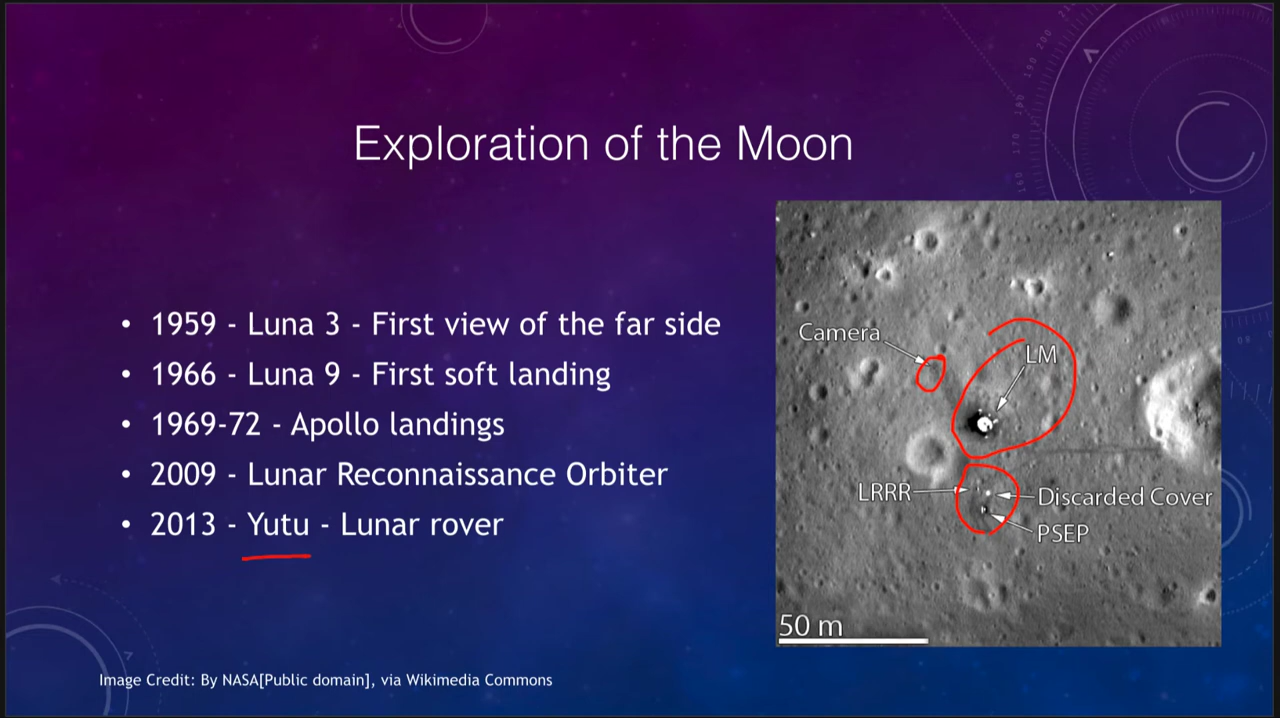 Exploration of the Moon
• 1959 - Luna 3 - First view of the far side
• 1966 - Luna 9 - First soft landing
• 1969-72 - Apollo landings
• 2009 - Lunar Reconnaissance Orbiter
• 2013 - Yutu - Lunar rover
Camera
LM
LRRR
Discarded Cover
PSEP
50 m
Image Credit: By NASA[Public domain], via Wikimedia Commons